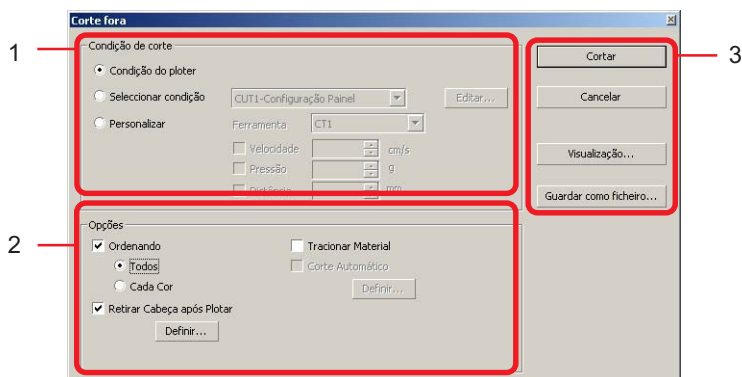 Corte fora
1
Condição de corte
Condição do ploter
Seleccionar condição CUT1-Configuração Painel Editar...
Personalizar Ferramenta CT1
Velocidade cm/s
Pressão g
Distância mm
2
Opções
Ordenando
Todos
Cada Cor
Retirar Cabeça após Plotar
Definir...
Tracionar Material
Corte Automático
Definir...
3
Cortar
Cancelar
Visualização...
Guardar como ficheiro...